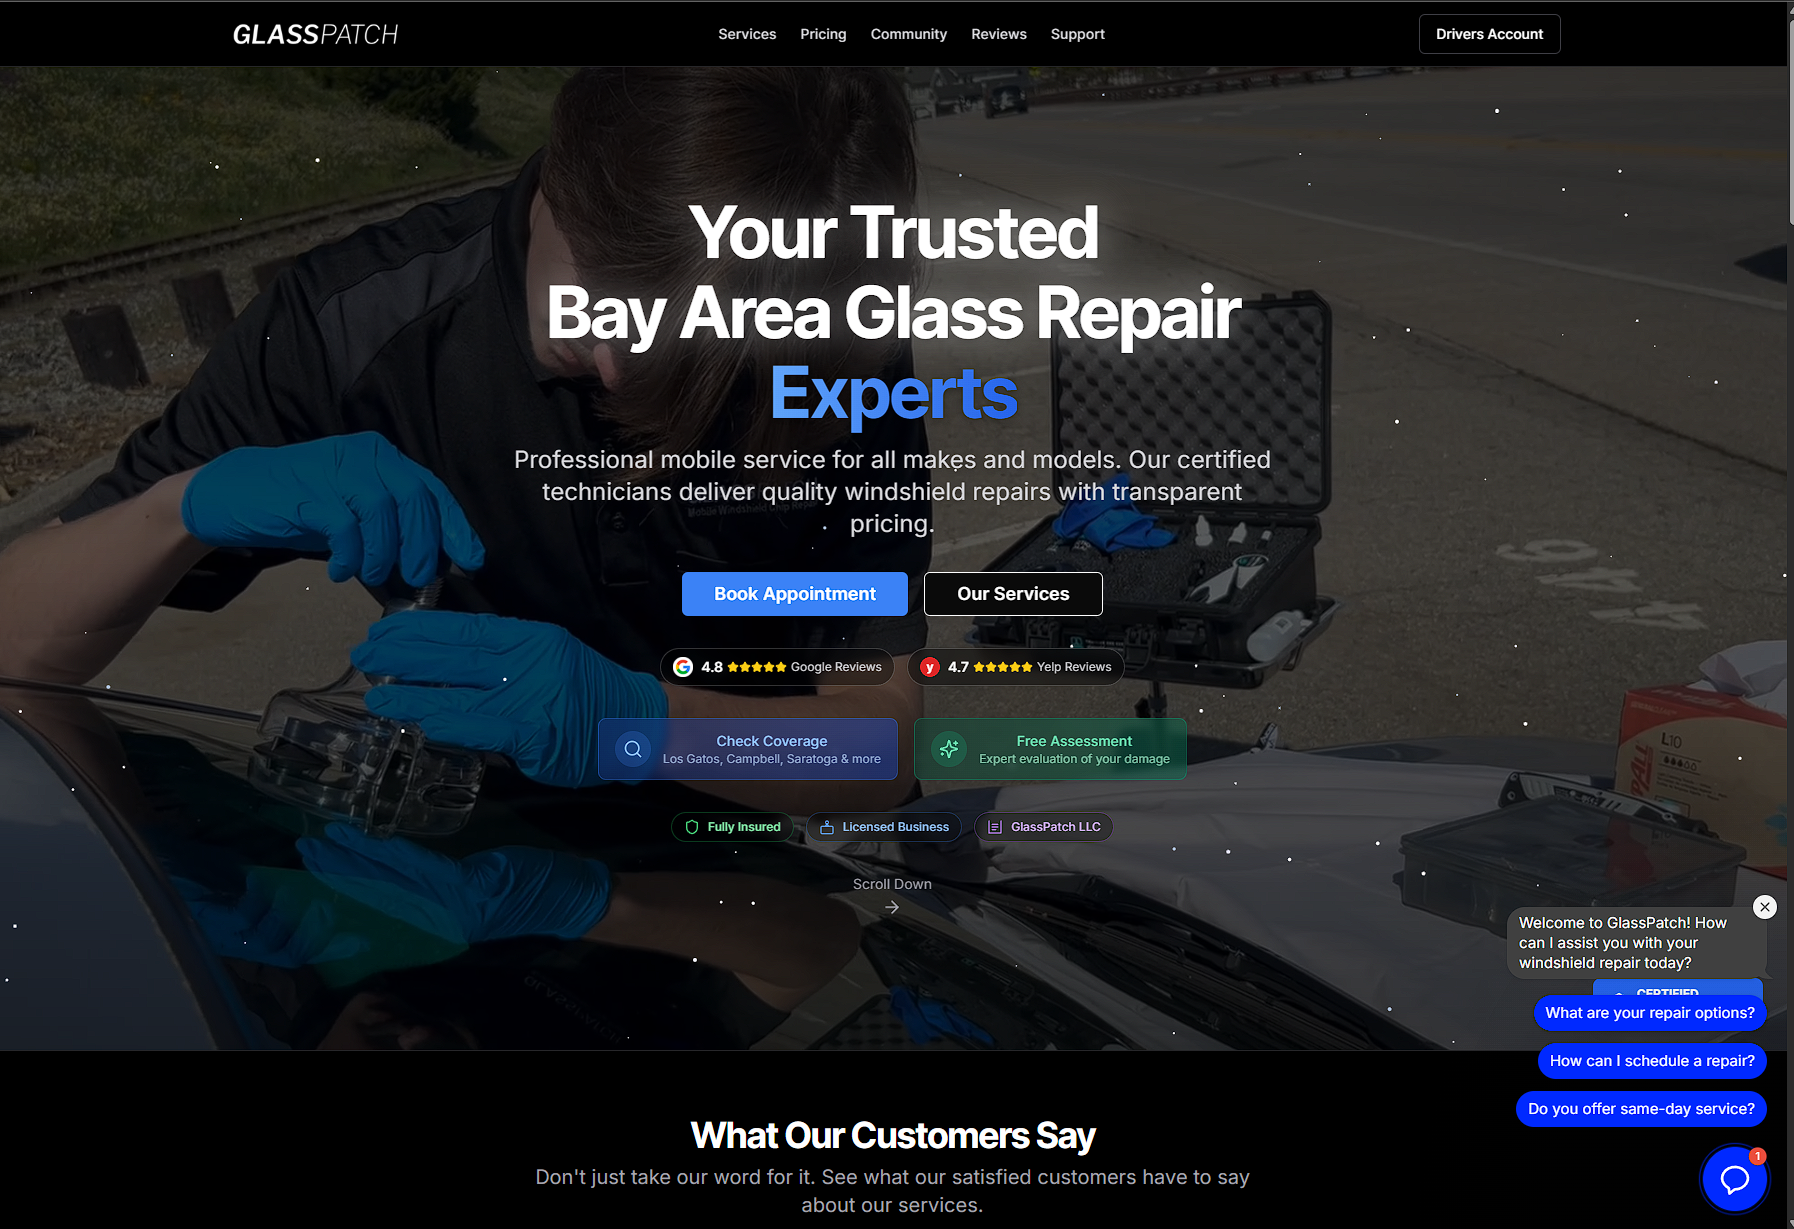 GLASSPATCH
Services Pricing Community Reviews Support
Drivers Account
Your Trusted
Bay Area Glass Repair
Experts
Professional mobile service for all makes and models. Our certified
technicians deliver quality windshield repairs with transparent
pricing.
Mobile Windshield Chip Repair
Book Appointment
Our Services
4.8 Google Reviews
y 4.7 Yelp Reviews
Check Coverage
Los Gatos, Campbell, Saratoga & more
Free Assessment
Expert evaluation of your damage
Fully Insured
Licensed Business
GlassPatch LLC
Scroll Down
L10
Welcome to GlassPatch! How
can I assist you with your
windshield repair today?
CERTIFIED
What are your repair options?
How can I schedule a repair?
Do you offer same-day service?
1
What Our Customers Say
Don't just take our word for it. See what our satisfied customers have to say
about our services.